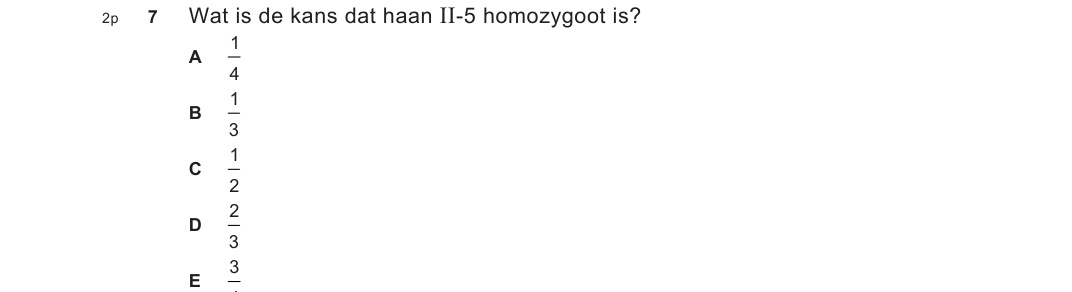 2p 7 Wat is de kans dat haan II-5 homozygoot is?
A 1/4
B 1/3
C 1/2
D 2/3
E 3